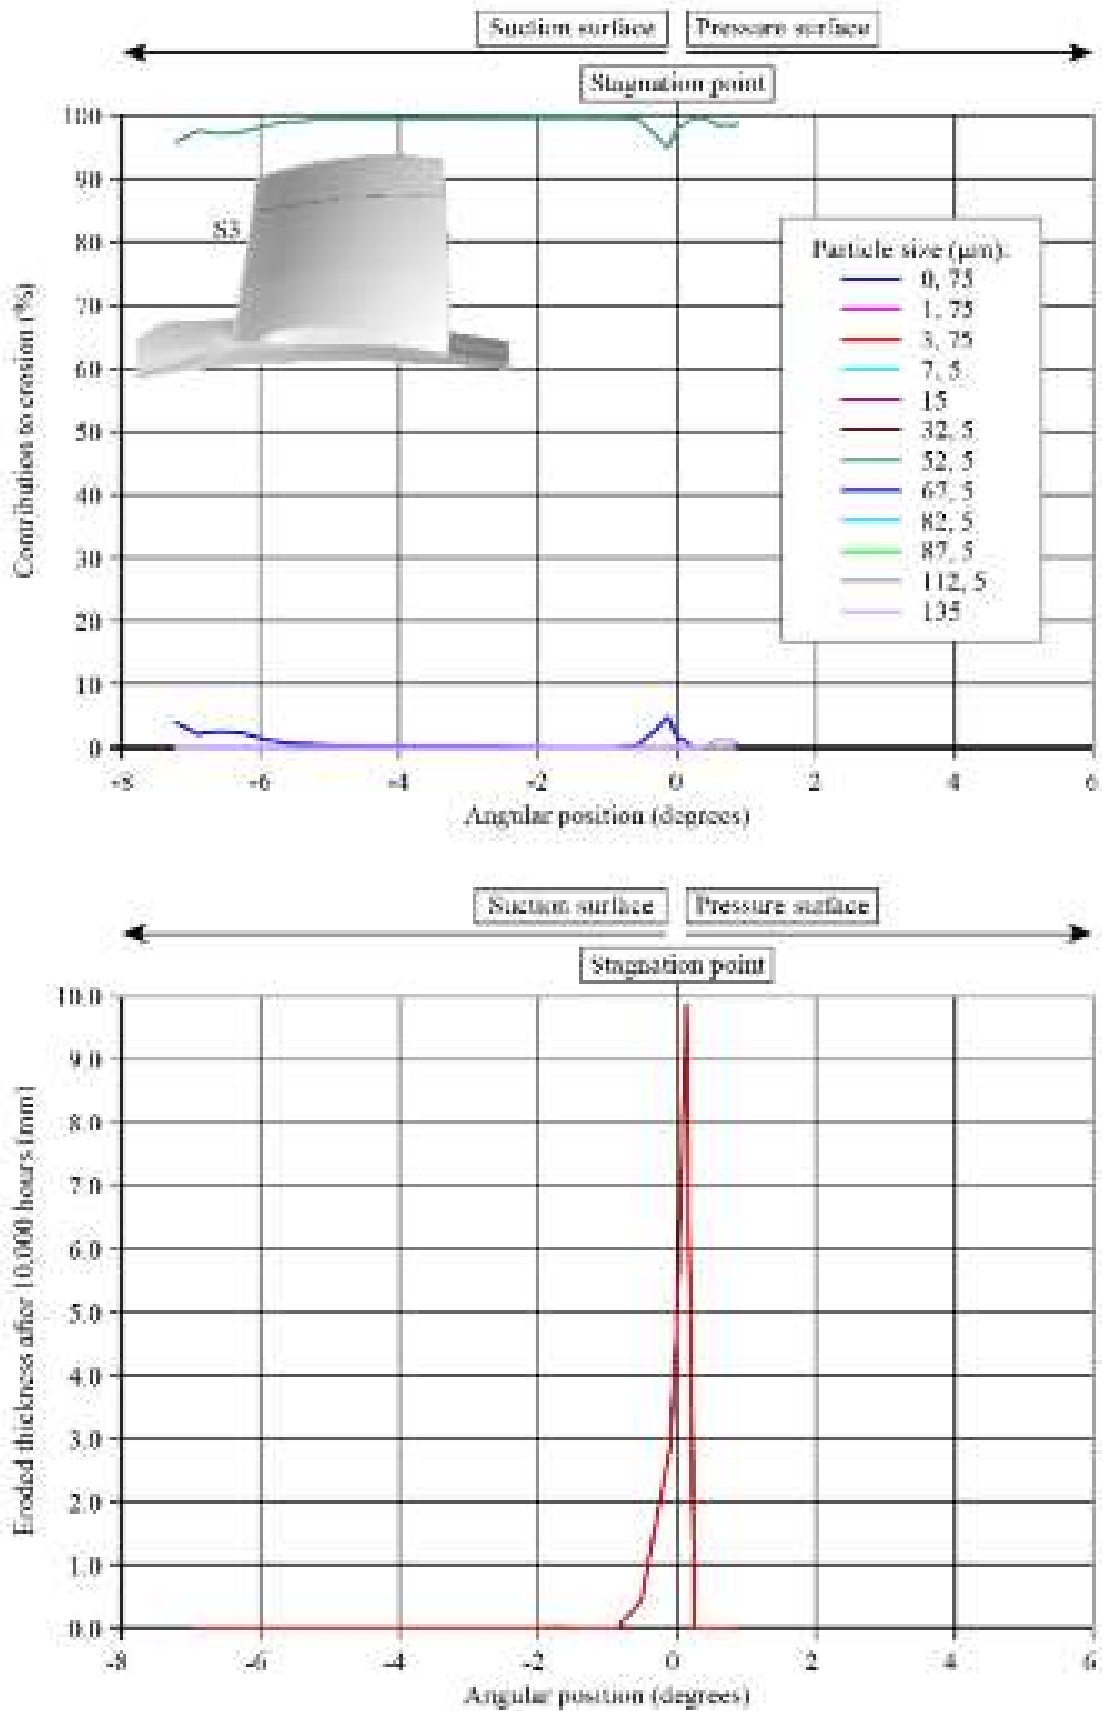 Suction surface Pressure surface
Stagnation point
100
90
80
70
60
50
40
30
20
10
0
Contribution to erosion (%)
S3
Particle size (μm):
0, 75
1, 75
3, 75
7, 5
15
32, 5
52, 5
67, 5
82, 5
87, 5
112, 5
135
-8 -6 -4 -2 0 2 4 6
Angular position (degrees)
Suction surface Pressure surface
Stagnation point
10.0
9.0
8.0
7.0
6.0
5.0
4.0
3.0
2.0
1.0
0.0
Eroded thickness after 10,000 hours (mm)
-8 -6 -4 -2 0 2 4 6
Angular position (degrees)